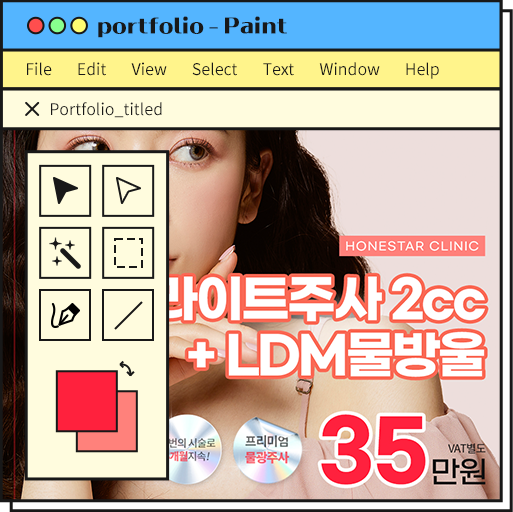 portfolio - Paint
File Edit View Select Text Window Help
Portfolio_titled
HONESTAR CLINIC
라이트주사 2cc
+ LDM물방울
번의 시술로
개월지속!
프리미엄
물광주사
35
VAT별도
만원